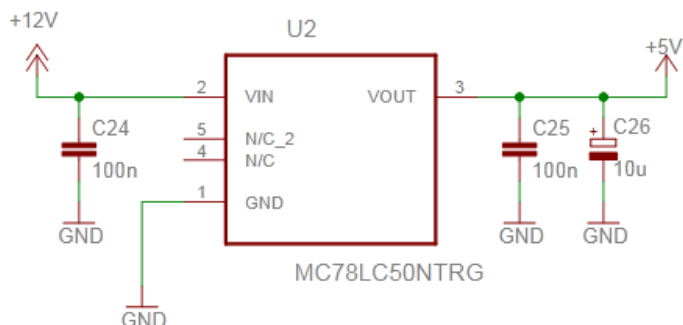 +12V
U2
+5V
2
VIN
VOUT
3
C24
100n
5
N/C_2
4
N/C
1
GND
C25
100n
+
C26
10u
GND
GND
GND
MC78LC50NTRG
GND